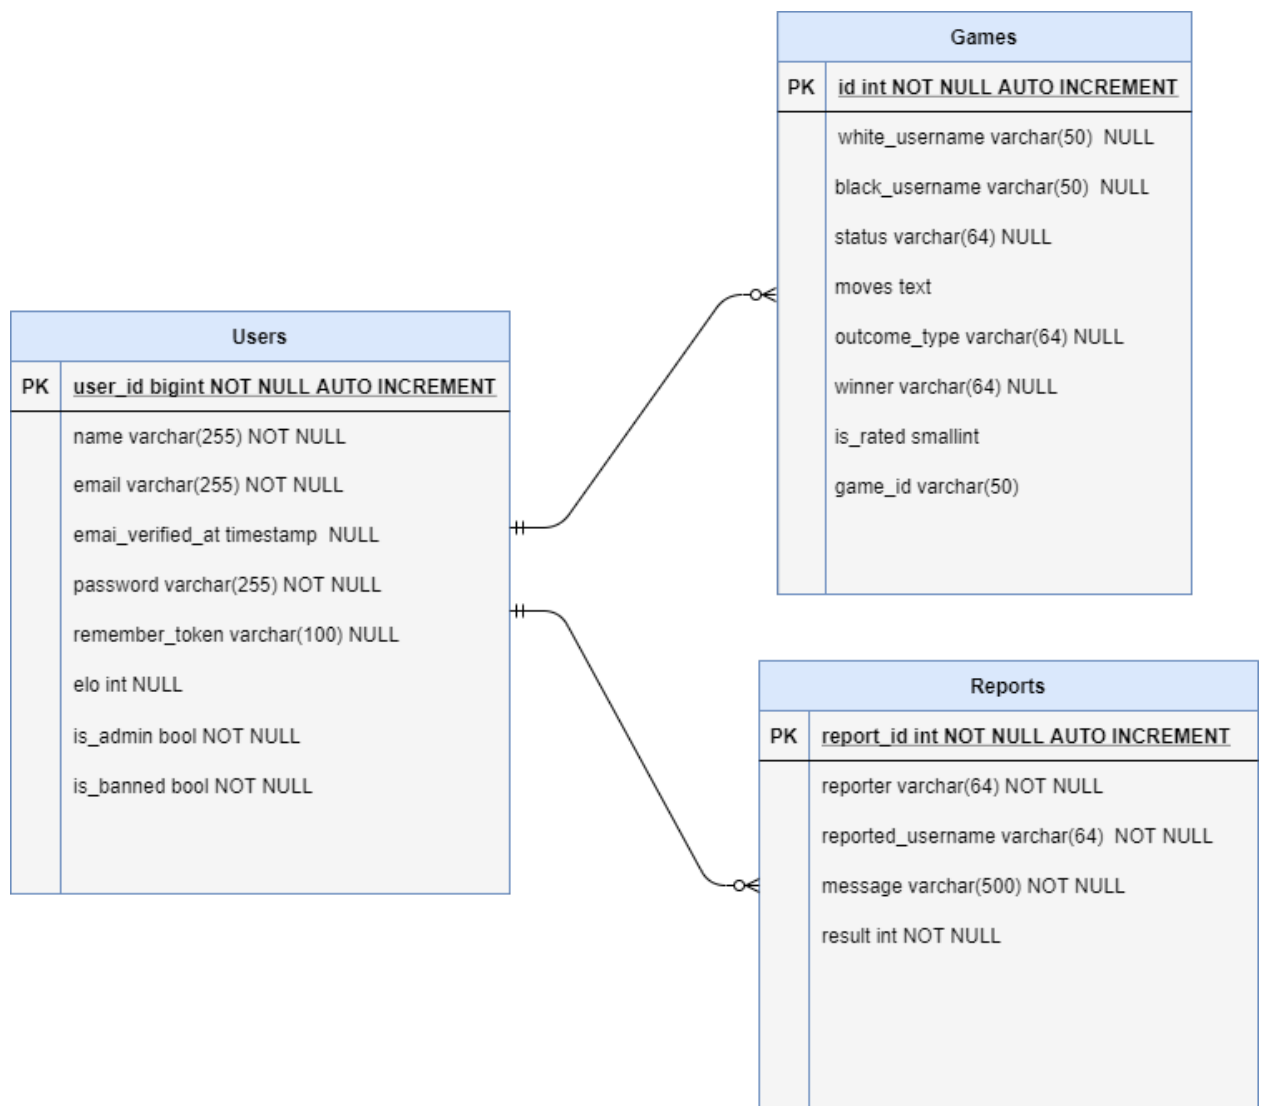 Games
PK id int NOT NULL AUTO INCREMENT
white_username varchar(50) NULL
black_username varchar(50) NULL
status varchar(64) NULL
moves text
outcome_type varchar(64) NULL
winner varchar(64) NULL
is_rated smallint
game_id varchar(50)
Users
PK user_id bigint NOT NULL AUTO INCREMENT
name varchar(255) NOT NULL
email varchar(255) NOT NULL
emai_verified_at timestamp NULL
password varchar(255) NOT NULL
remember_token varchar(100) NULL
elo int NULL
is_admin bool NOT NULL
is_banned bool NOT NULL
Reports
PK report_id int NOT NULL AUTO INCREMENT
reporter varchar(64) NOT NULL
reported_username varchar(64) NOT NULL
message varchar(500) NOT NULL
result int NOT NULL